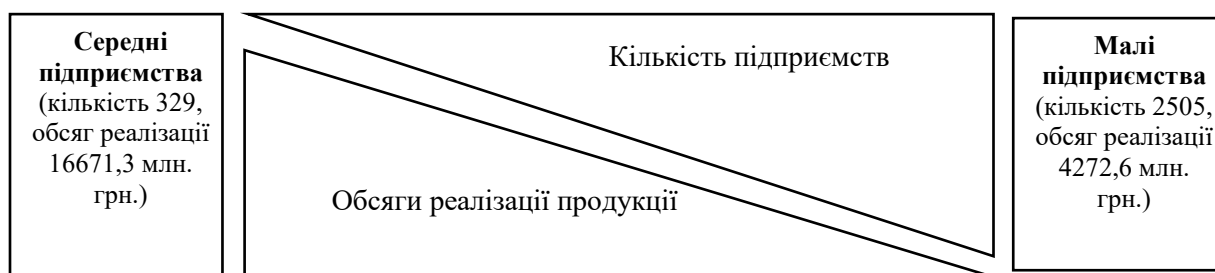 Середні
підприємства
(кількість 329,
обсяг реалізації
16671,3 млн.
грн.)
Кількість підприємств
Обсяги реалізації продукції
Малі
підприємства
(кількість 2505,
обсяг реалізації
4272,6 млн.
грн.)